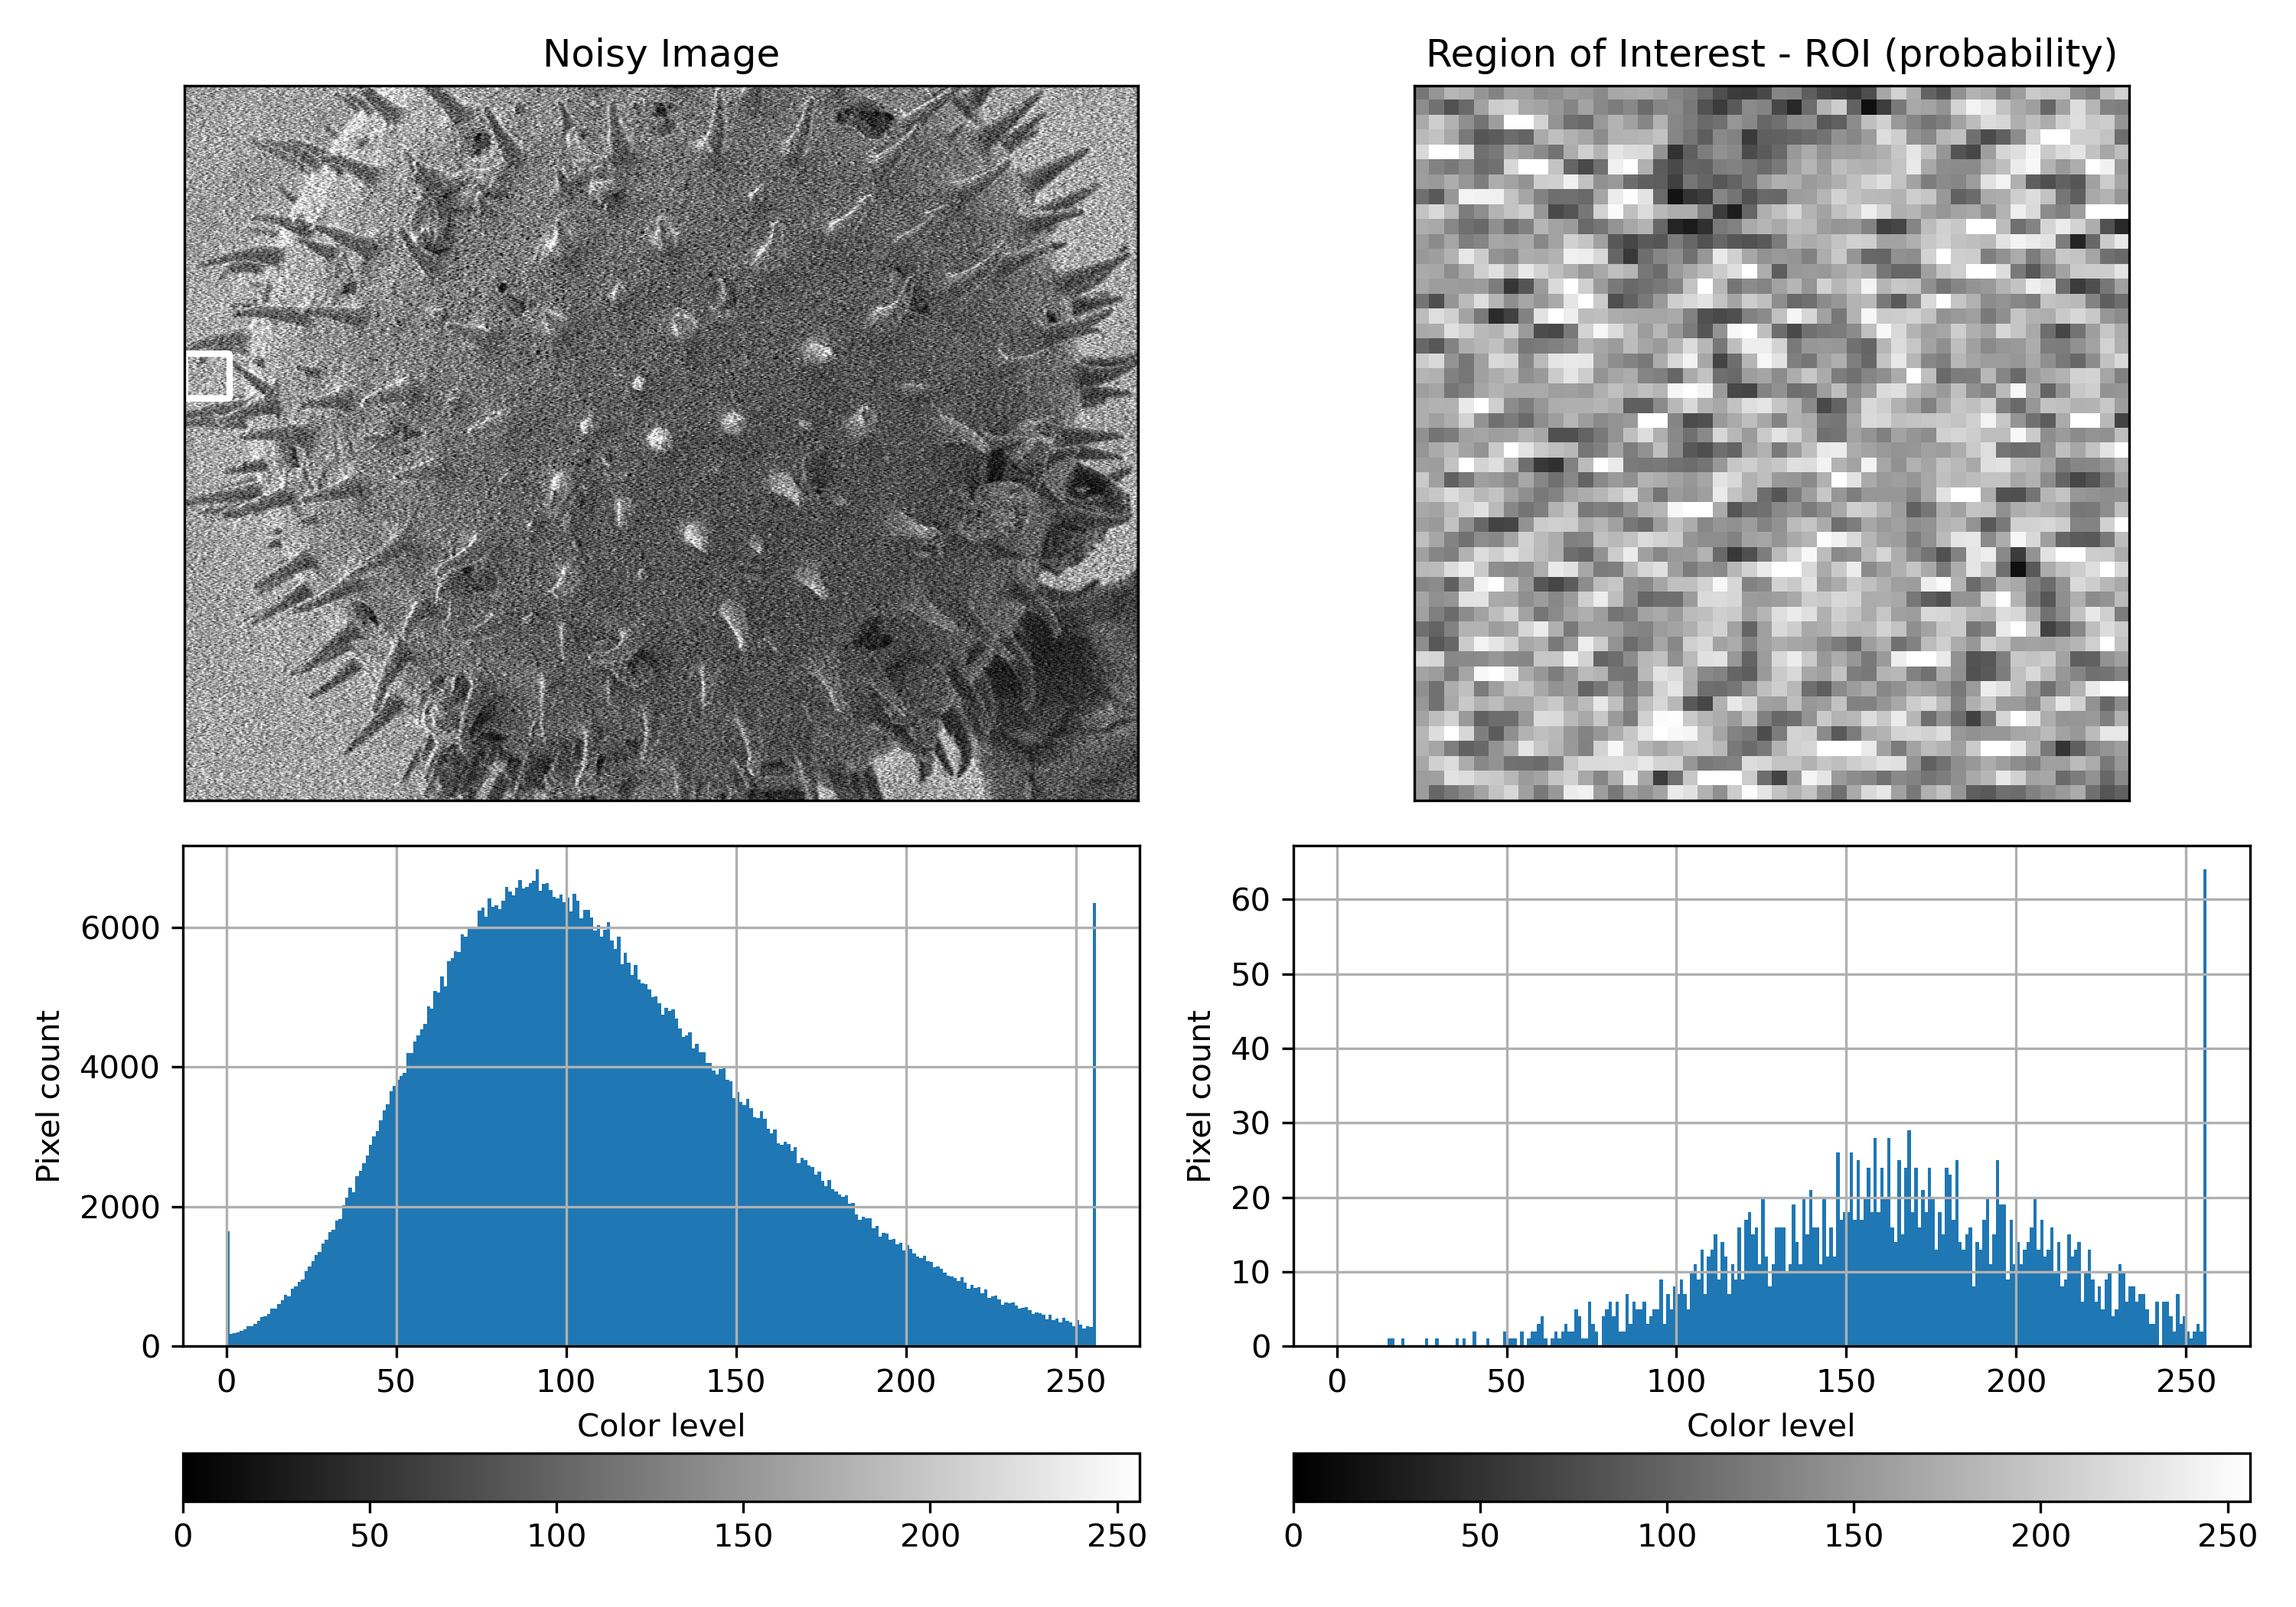 Noisy Image
Region of Interest - ROI (probability)
6000
4000
2000
0
Pixel count
0 50 100 150 200 250
Color level
0 50 100 150 200 250
60
50
40
30
20
10
0
Pixel count
0 50 100 150 200 250
Color level
0 50 100 150 200 250